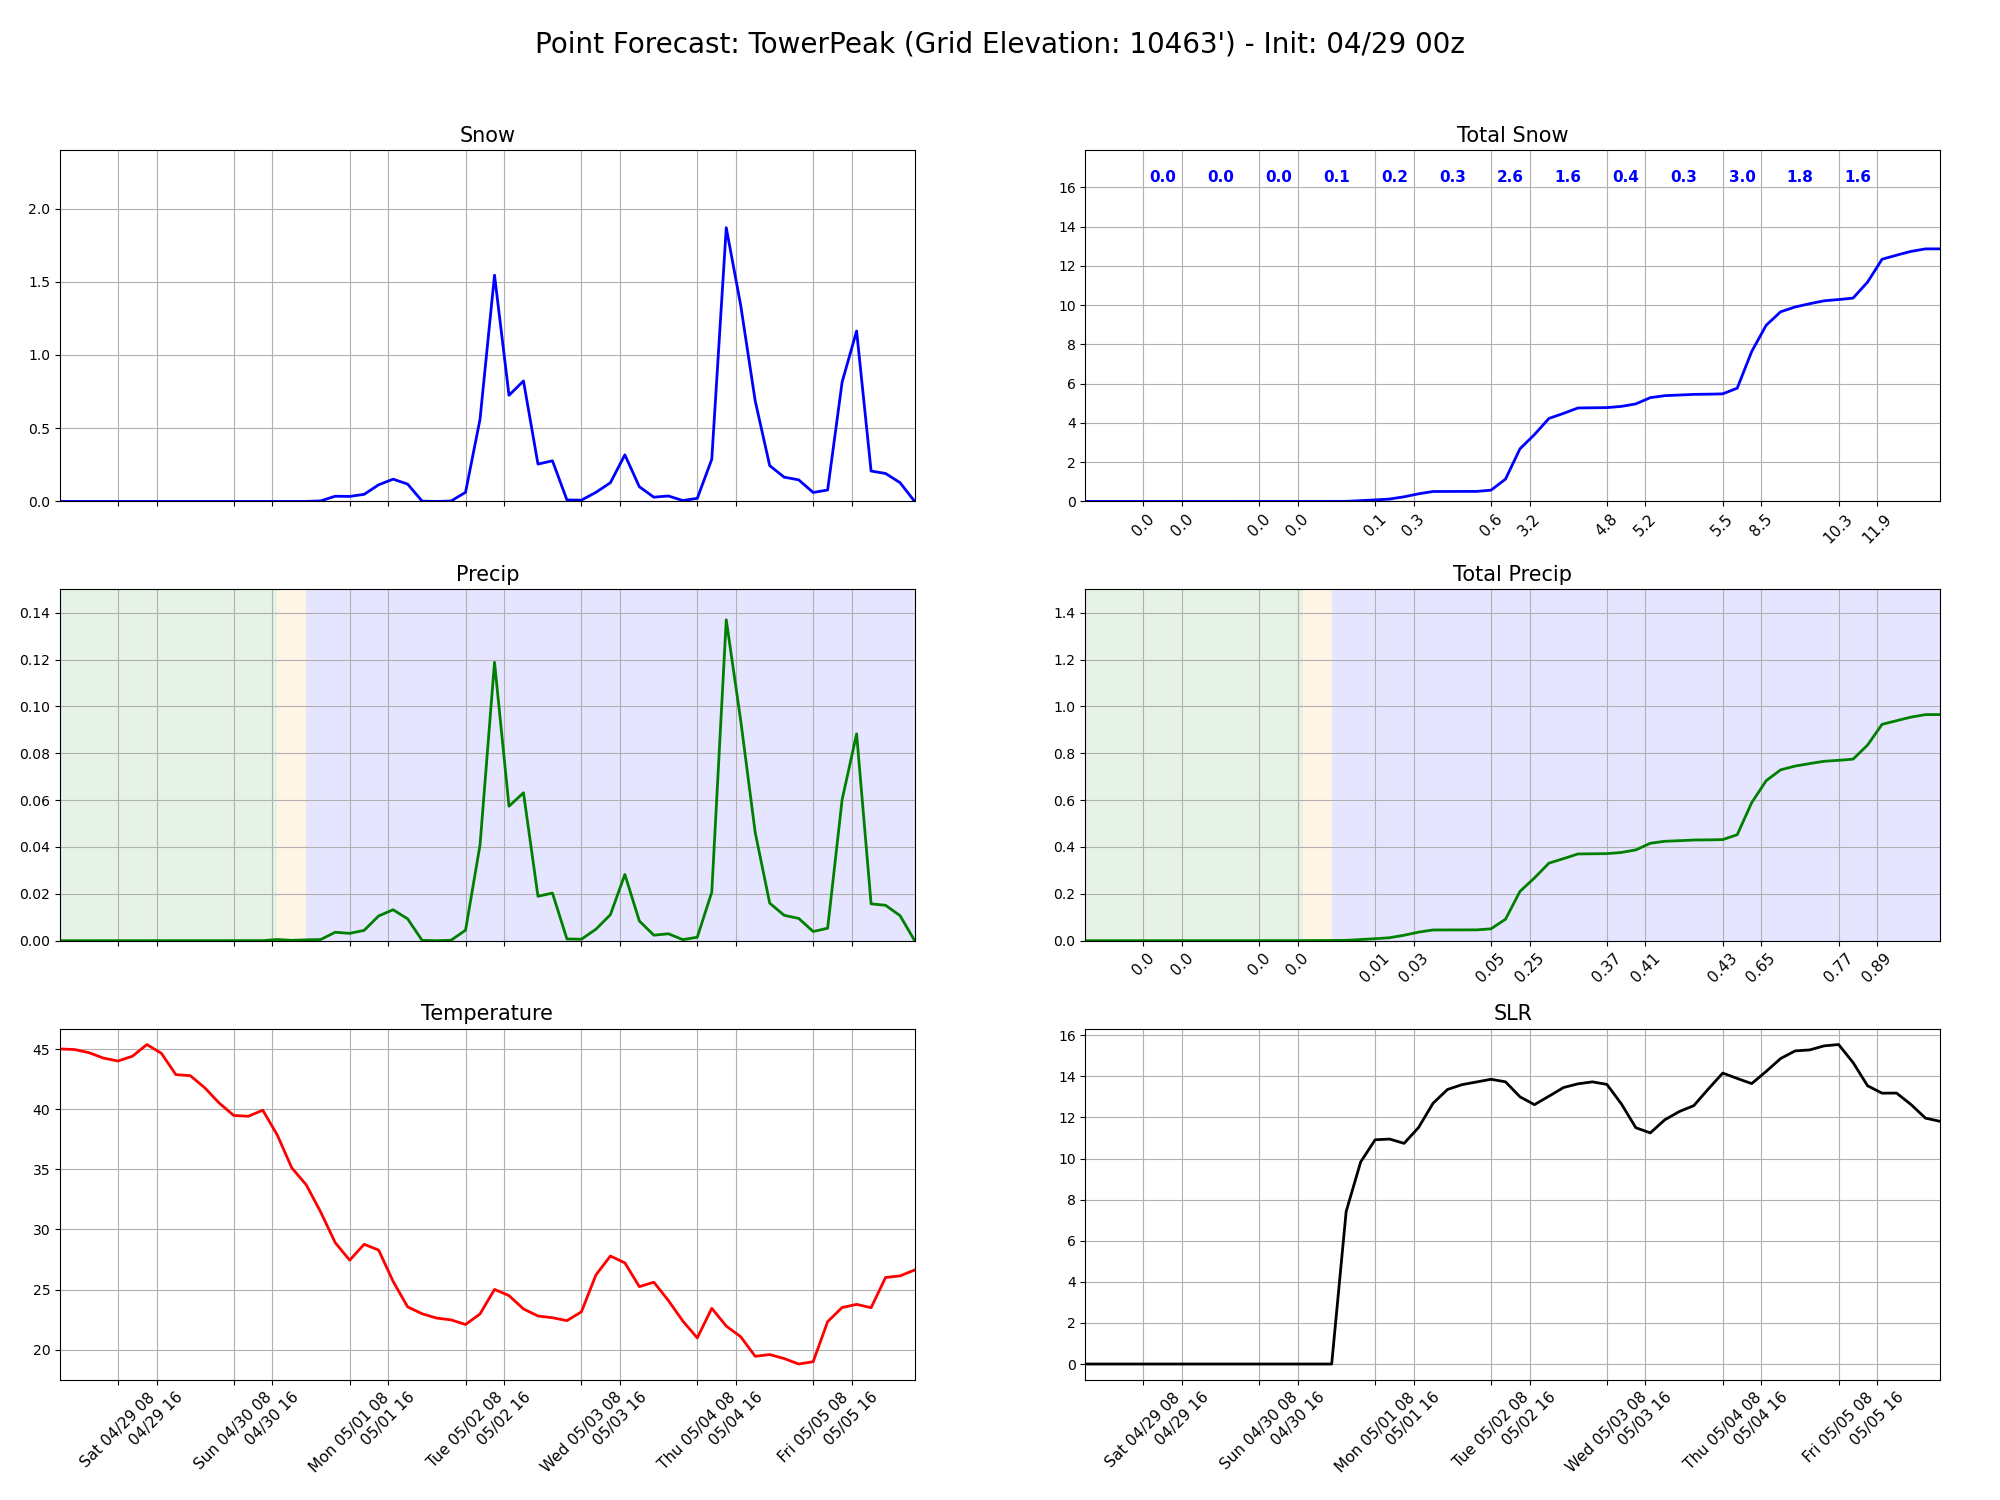 Point Forecast: TowerPeak (Grid Elevation: 10463') - Init: 04/29 00z
Snow
2.0
1.5
1.0
0.5
0.0
Total Snow
0.0 0.0 0.0 0.1 0.2 0.3 2.6 1.6 0.4 0.3 3.0 1.8 1.6
16
14
12
10
8
6
4
2
0
0.0 0.0 0.0 0.0 0.1 0.3 0.6 3.2 4.8 5.2 5.5 8.5 10.3 11.9
Precip
0.14
0.12
0.10
0.08
0.06
0.04
0.02
0.00
Total Precip
1.4
1.2
1.0
0.8
0.6
0.4
0.2
0.0
0.0 0.0 0.0 0.0 0.01 0.03 0.05 0.25 0.37 0.41 0.43 0.65 0.77 0.89
Temperature
45
40
35
30
25
20
Sat 04/29 08
04/29 16
Sun 04/30 08
04/30 16
Mon 05/01 08
05/01 16
Tue 05/02 08
05/02 16
Wed 05/03 08
05/03 16
Thu 05/04 08
05/04 16
Fri 05/05 08
05/05 16
SLR
16
14
12
10
8
6
4
2
0
Sat 04/29 08
04/29 16
Sun 04/30 08
04/30 16
Mon 05/01 08
05/01 16
Tue 05/02 08
05/02 16
Wed 05/03 08
05/03 16
Thu 05/04 08
05/04 16
Fri 05/05 08
05/05 16